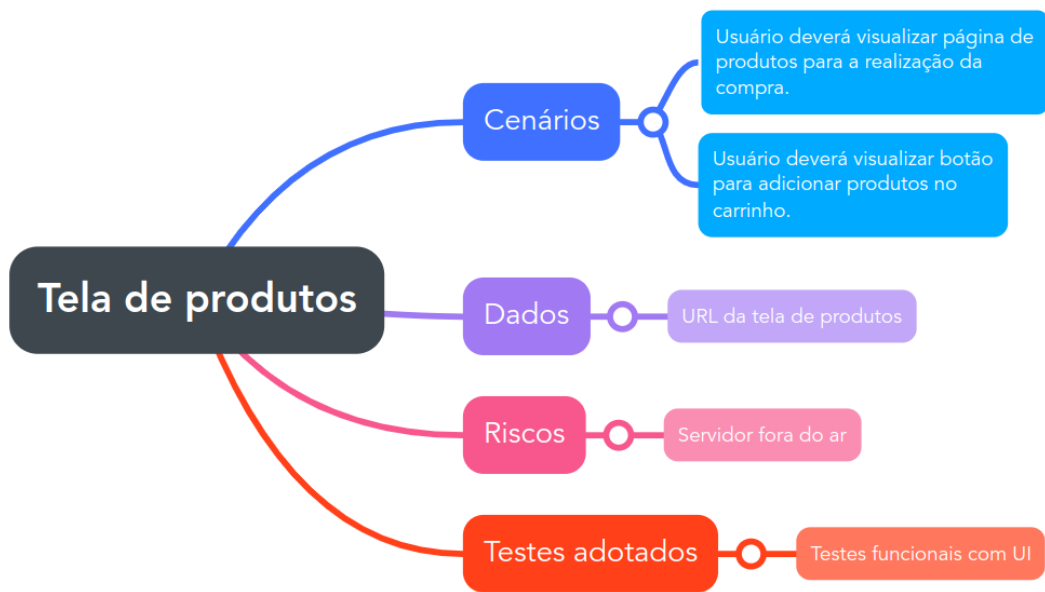 Tela de produtos
Cenários
Usuário deverá visualizar página de
produtos para a realização da
compra.
Usuário deverá visualizar botão
para adicionar produtos no
carrinho.
Dados
URL da tela de produtos
Riscos
Servidor fora do ar
Testes adotados
Testes funcionais com UI